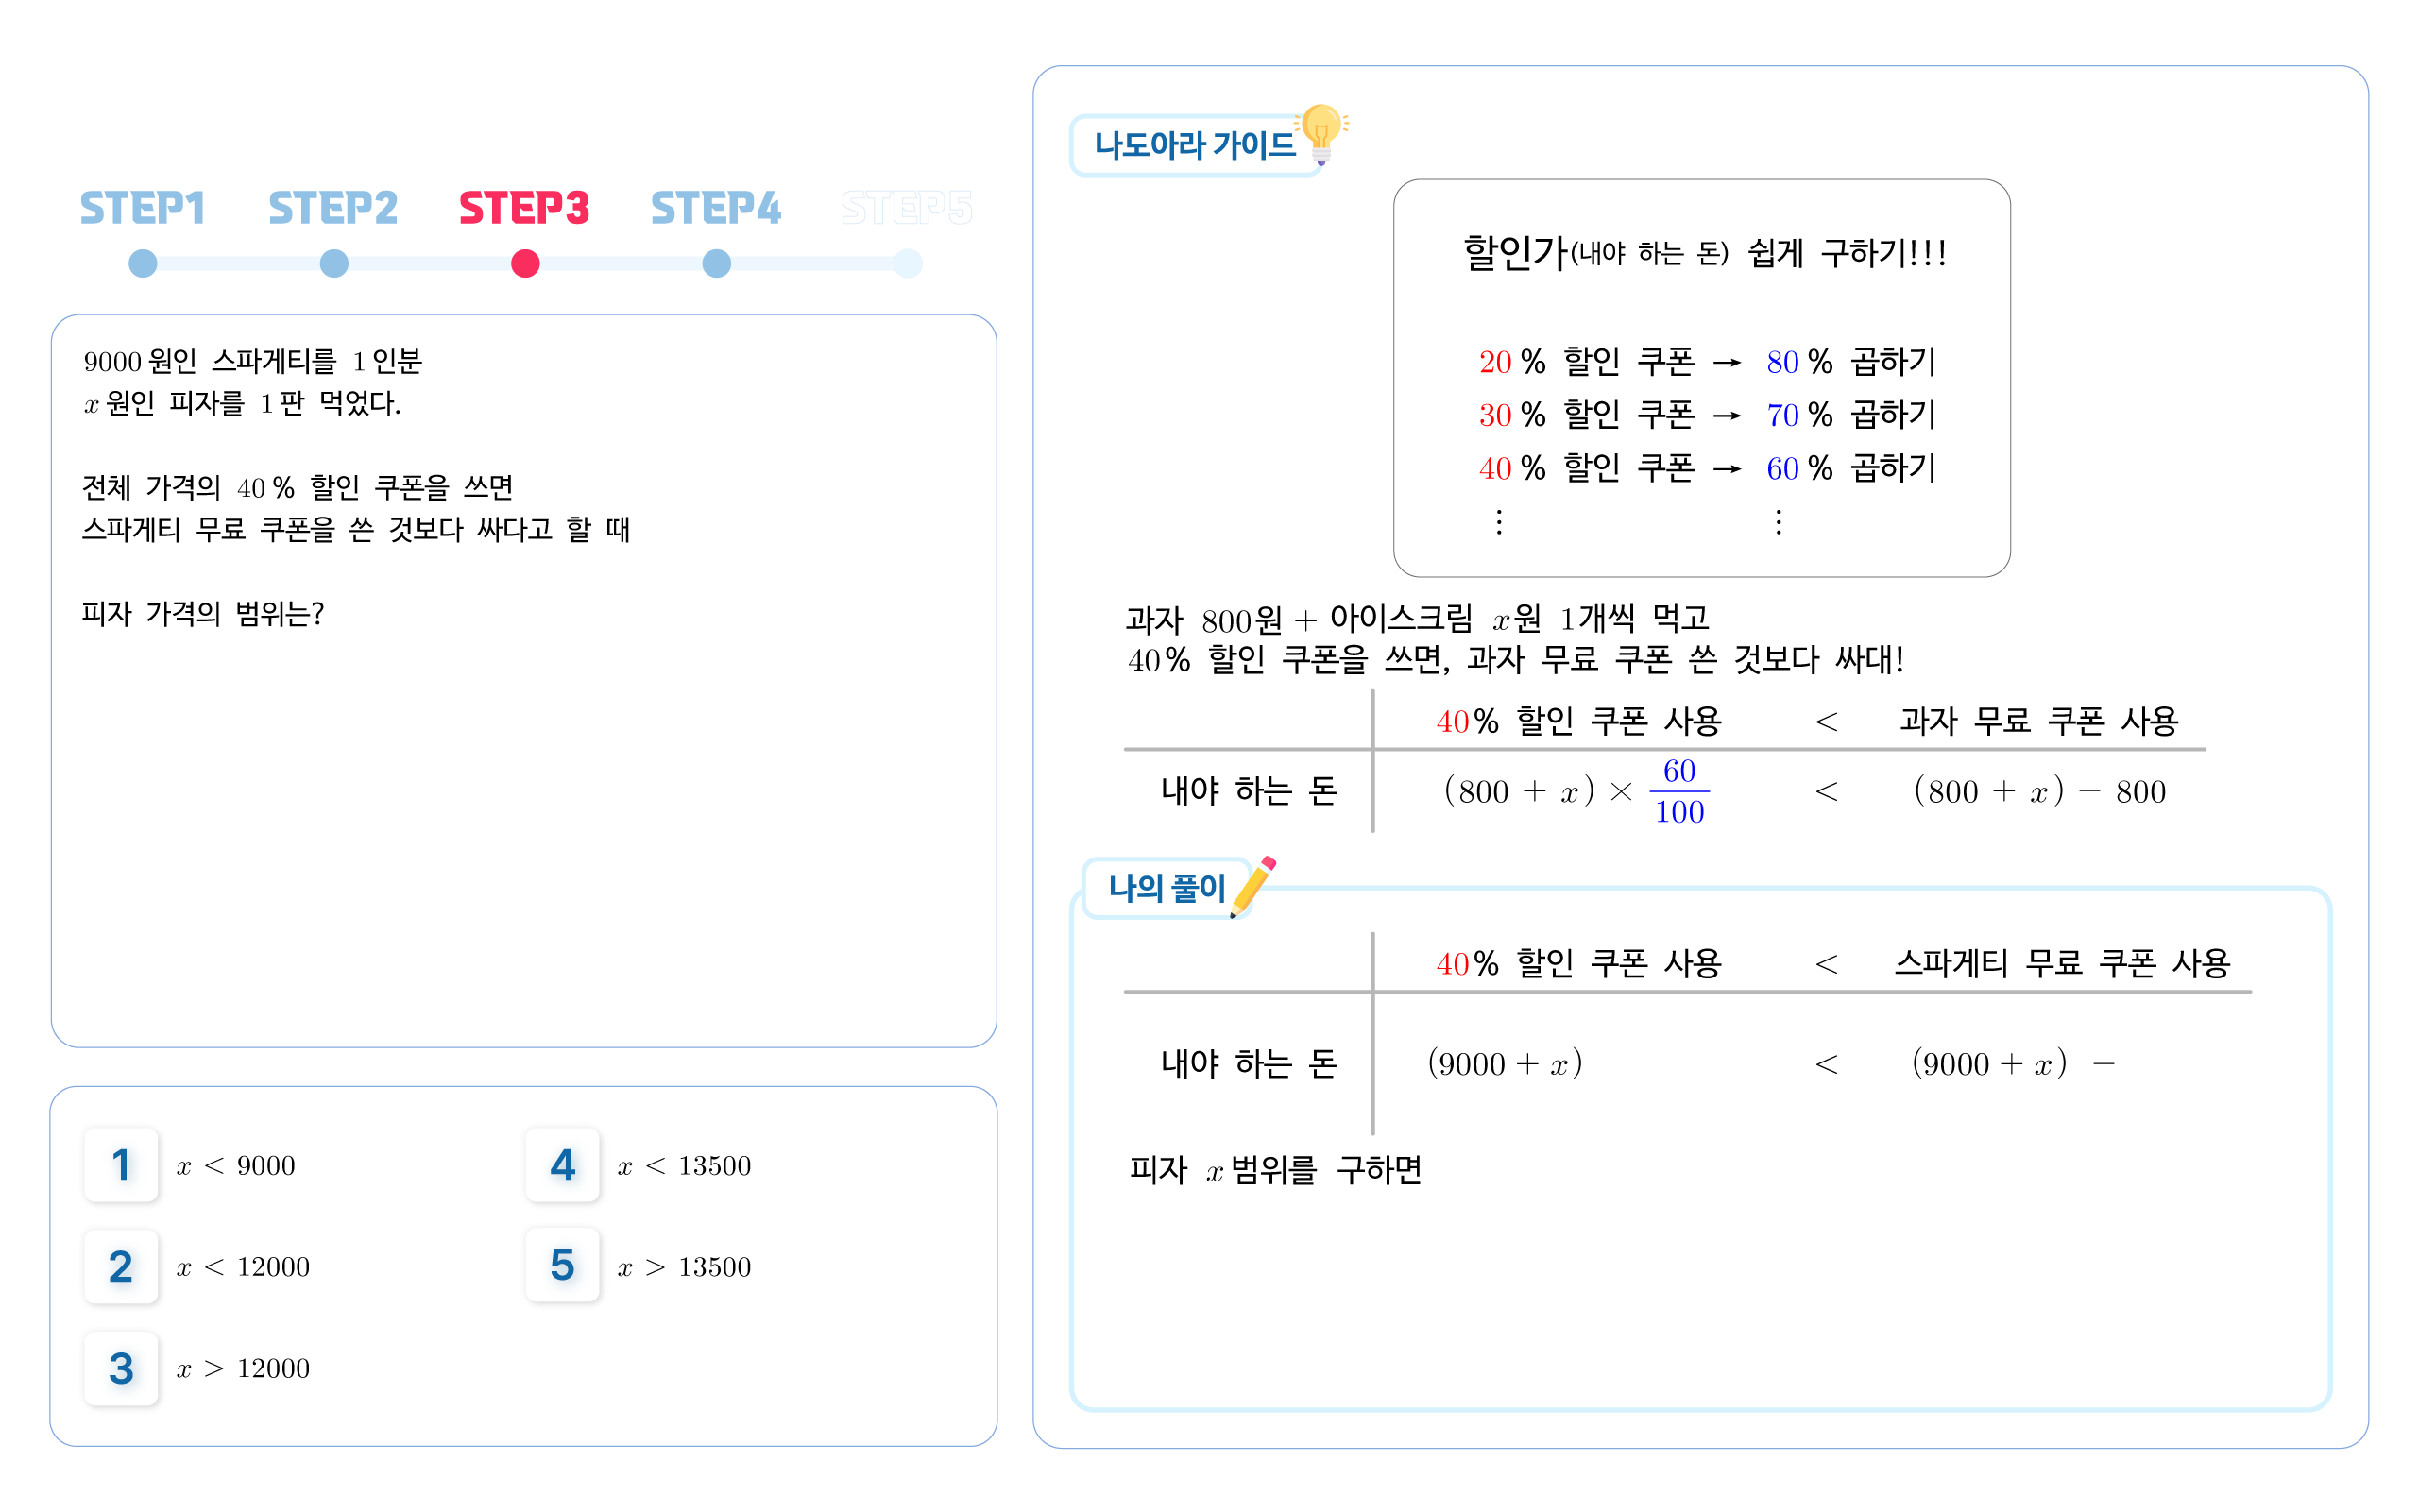 STEP1 STEP2 STEP3 STEP4 STEP5
9000원인 스파게티를 1인분
x원인 피자를 1판 먹었다.
전체 가격의 40% 할인 쿠폰을 쓰면
스파게티 무료 쿠폰을 쓴 것보다 싸다고 할 때
피자 가격의 범위는?
1 x < 9000
2 x < 12000
3 x > 12000
4 x < 13500
5 x > 13500
나도아라 가이드
할인가(내야 하는 돈) 쉽게 구하기!!!
20% 할인 쿠폰 → 80% 곱하기
30% 할인 쿠폰 → 70% 곱하기
40% 할인 쿠폰 → 60% 곱하기
⋮ ⋮
과자 800원 + 아이스크림 x원 1개씩 먹고
40% 할인 쿠폰을 쓰면, 과자 무료 쿠폰 쓴 것보다 싸대!
40% 할인 쿠폰 사용 < 과자 무료 쿠폰 사용
내야 하는 돈 (800 + x) × 60/100 < (800 + x) − 800
나의 풀이
40% 할인 쿠폰 사용 < 스파게티 무료 쿠폰 사용
내야 하는 돈 (9000 + x) < (9000 + x) −
피자 x 범위를 구하면